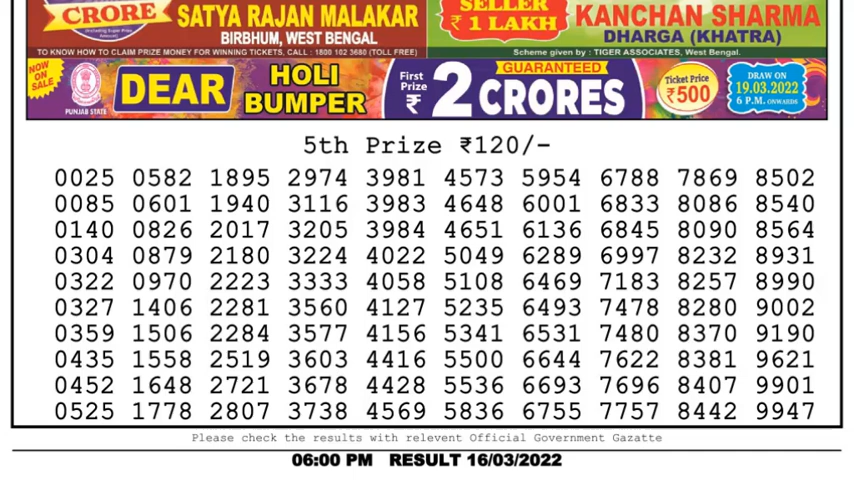 CRORE
SATYA RAJAN MALAKAR
BIRBHUM, WEST BENGAL
TO KNOW HOW TO CLAIM PRIZE MONEY FOR WINNING TICKETS, CALL : 1800 102 3680 (TOLL FREE)
SELLER
₹ 1 LAKH
KANCHAN SHARMA
DHARGA (KHATRA)
Scheme given by : TIGER ASSOCIATES, West Bengal.
NOW
ON
SALE
PUNJAB STATE
DEAR
HOLI
BUMPER
First
Prize
₹
2 CRORES
GUARANTEED
Ticket Price
₹500
DRAW ON
19.03.2022
6 P.M. ONWARDS
5th Prize ₹120/-
0025 0582 1895 2974 3981 4573 5954 6788 7869 8502
0085 0601 1940 3116 3983 4648 6001 6833 8086 8540
0140 0826 2017 3205 3984 4651 6136 6845 8090 8564
0304 0879 2180 3224 4022 5049 6289 6997 8232 8931
0322 0970 2223 3333 4058 5108 6469 7183 8257 8990
0327 1406 2281 3560 4127 5235 6493 7478 8280 9002
0359 1506 2284 3577 4156 5341 6531 7480 8370 9190
0435 1558 2519 3603 4416 5500 6644 7622 8381 9621
0452 1648 2721 3678 4428 5536 6693 7696 8407 9901
0525 1778 2807 3738 4569 5836 6755 7757 8442 9947
Please check the results with relevent Official Government Gazatte
06:00 PM RESULT 16/03/2022